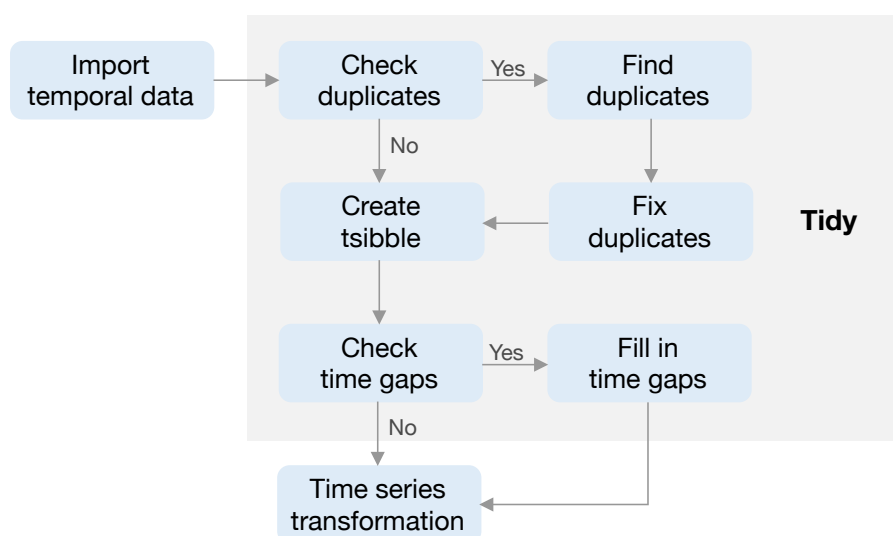 Import
temporal data
Check
duplicates
Yes
Find
duplicates
No
Create
tsibble
Fix
duplicates
Tidy
Check
time gaps
Yes
Fill in
time gaps
No
Time series
transformation